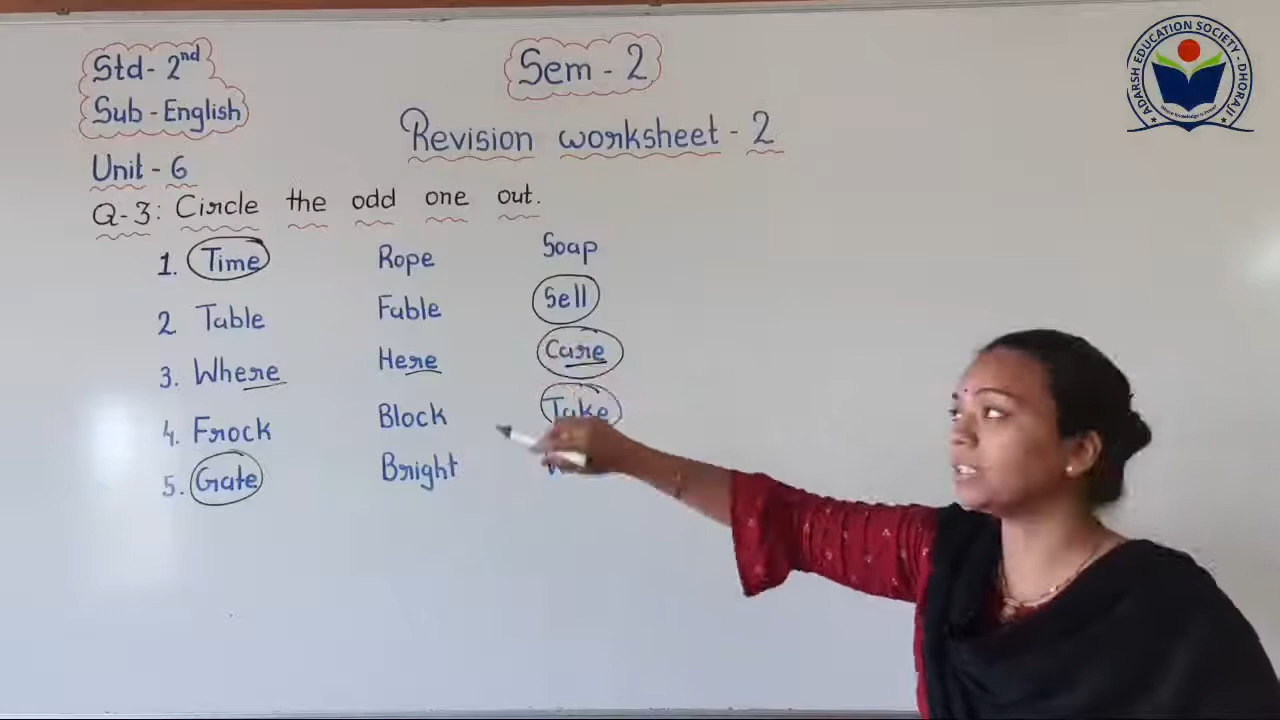 Std - 2nd
Sub - English
Sem - 2
Revision worksheet - 2
Unit - 6
Q-3: Circle the odd one out.
1. Time Rope Soap
2 Table Fable Sell
3. Where Here Care
4. Frock Block Take
5. Gate Bright
ADARSH EDUCATION SOCIETY - DHORAJI